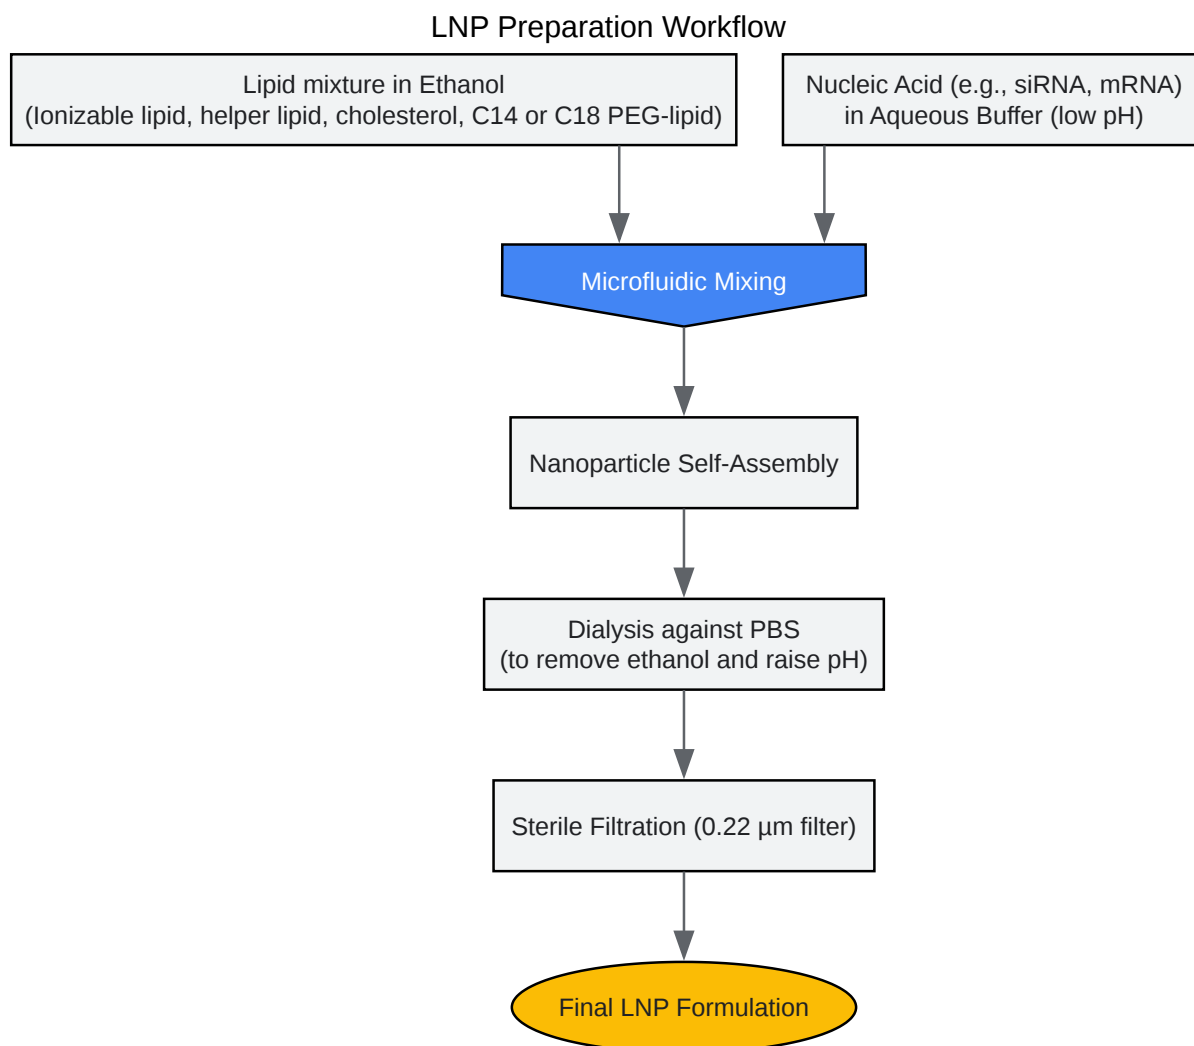 LNP Preparation Workflow
Lipid mixture in Ethanol
(Ionizable lipid, helper lipid, cholesterol, C14 or C18 PEG-lipid)
Nucleic Acid (e.g., siRNA, mRNA)
in Aqueous Buffer (low pH)
Microfluidic Mixing
Nanoparticle Self-Assembly
Dialysis against PBS
(to remove ethanol and raise pH)
Sterile Filtration (0.22 µm filter)
Final LNP Formulation